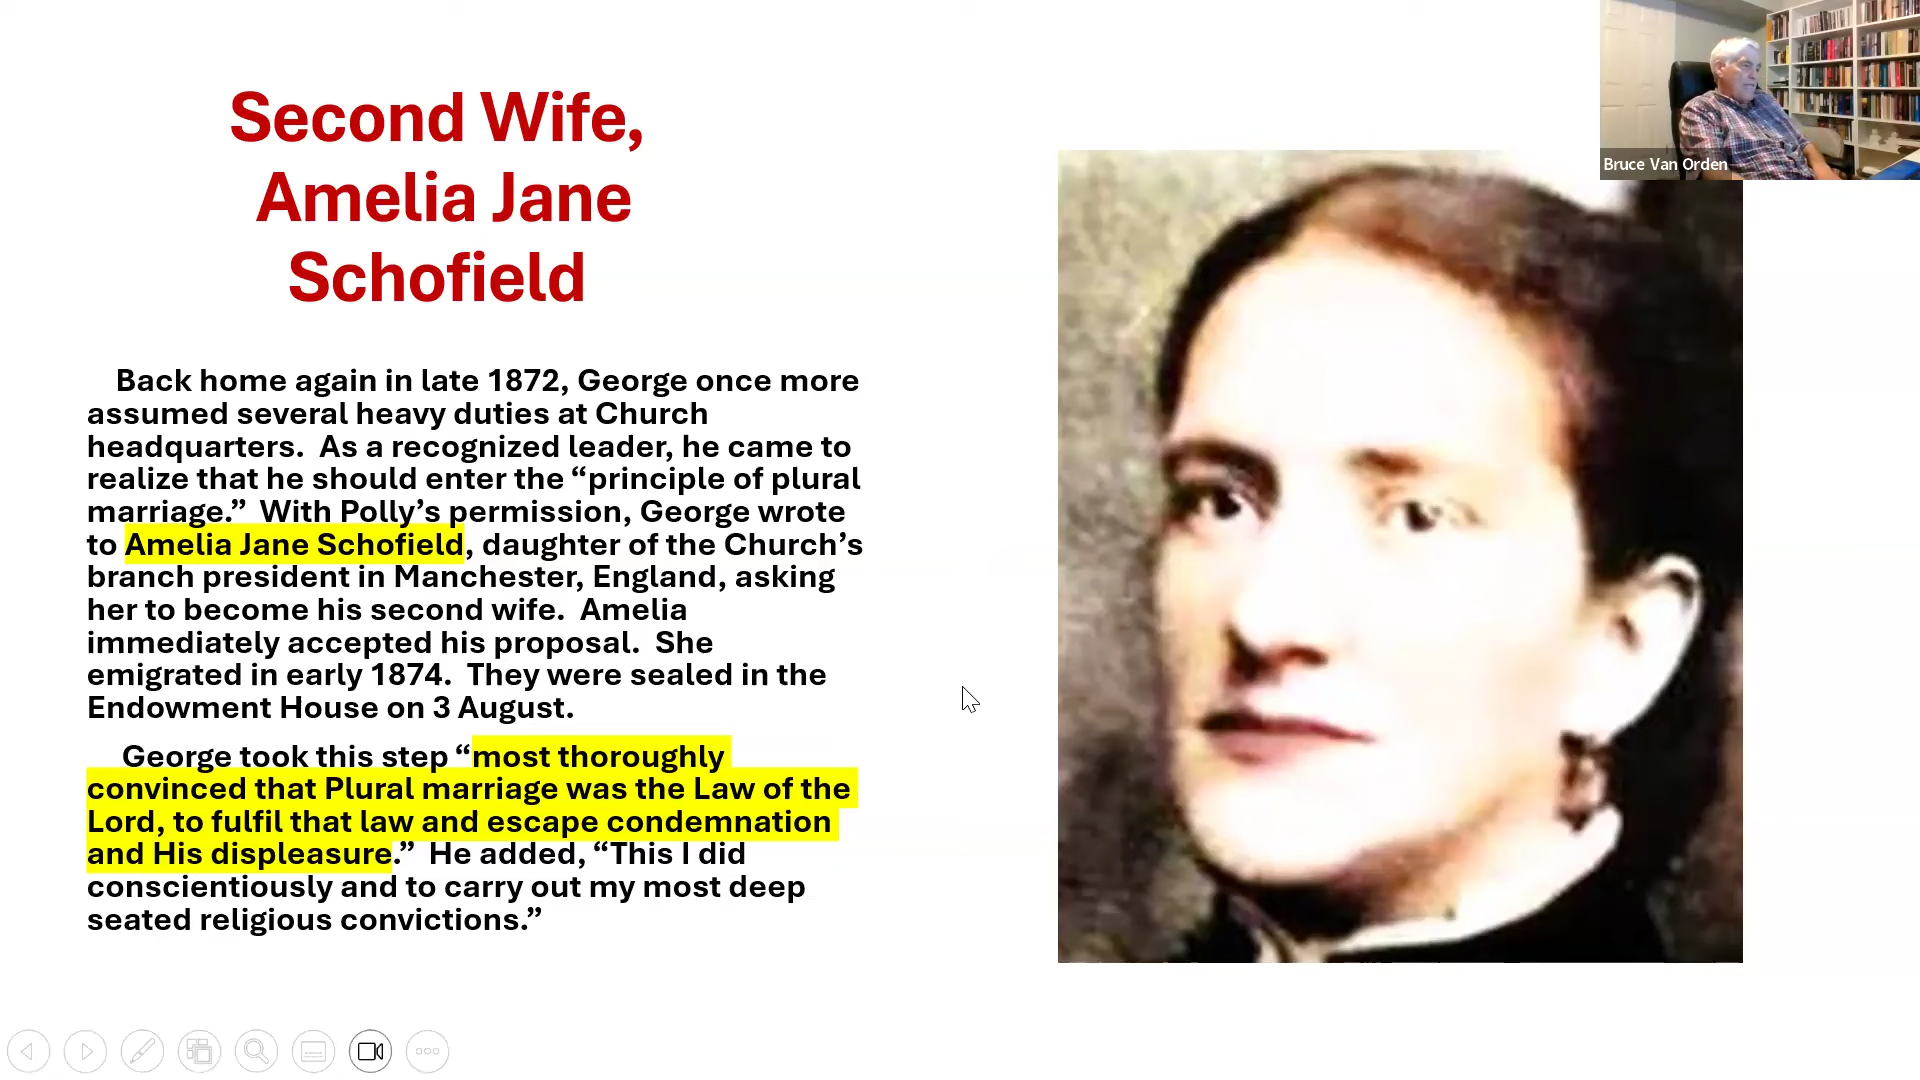 Second Wife,
Amelia Jane
Schofield
Back home again in late 1872, George once more
assumed several heavy duties at Church
headquarters.  As a recognized leader, he came to
realize that he should enter the “principle of plural
marriage.”  With Polly’s permission, George wrote
to Amelia Jane Schofield, daughter of the Church’s
branch president in Manchester, England, asking
her to become his second wife.  Amelia
immediately accepted his proposal.  She
emigrated in early 1874.  They were sealed in the
Endowment House on 3 August.
George took this step “most thoroughly
convinced that Plural marriage was the Law of the
Lord, to fulfil that law and escape condemnation
and His displeasure.”  He added, “This I did
conscientiously and to carry out my most deep
seated religious convictions.”
Bruce Van Orden